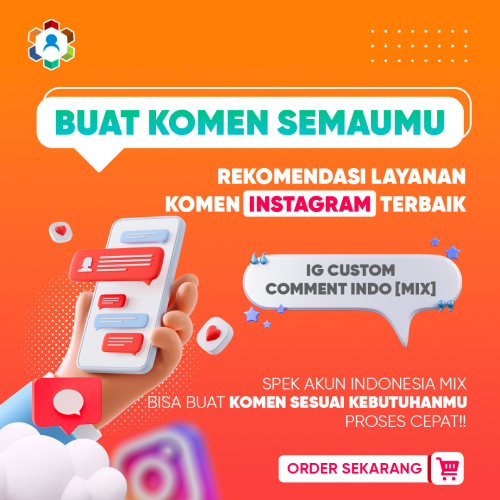 BUAT KOMEN SEMAUMU
REKOMENDASI LAYANAN
KOMEN INSTAGRAM TERBAIK
IG CUSTOM
COMMENT INDO [MIX]
SPEK AKUN INDONESIA MIX
BISA BUAT KOMEN SESUAI KEBUTUHANMU
PROSES CEPAT!!
ORDER SEKARANG